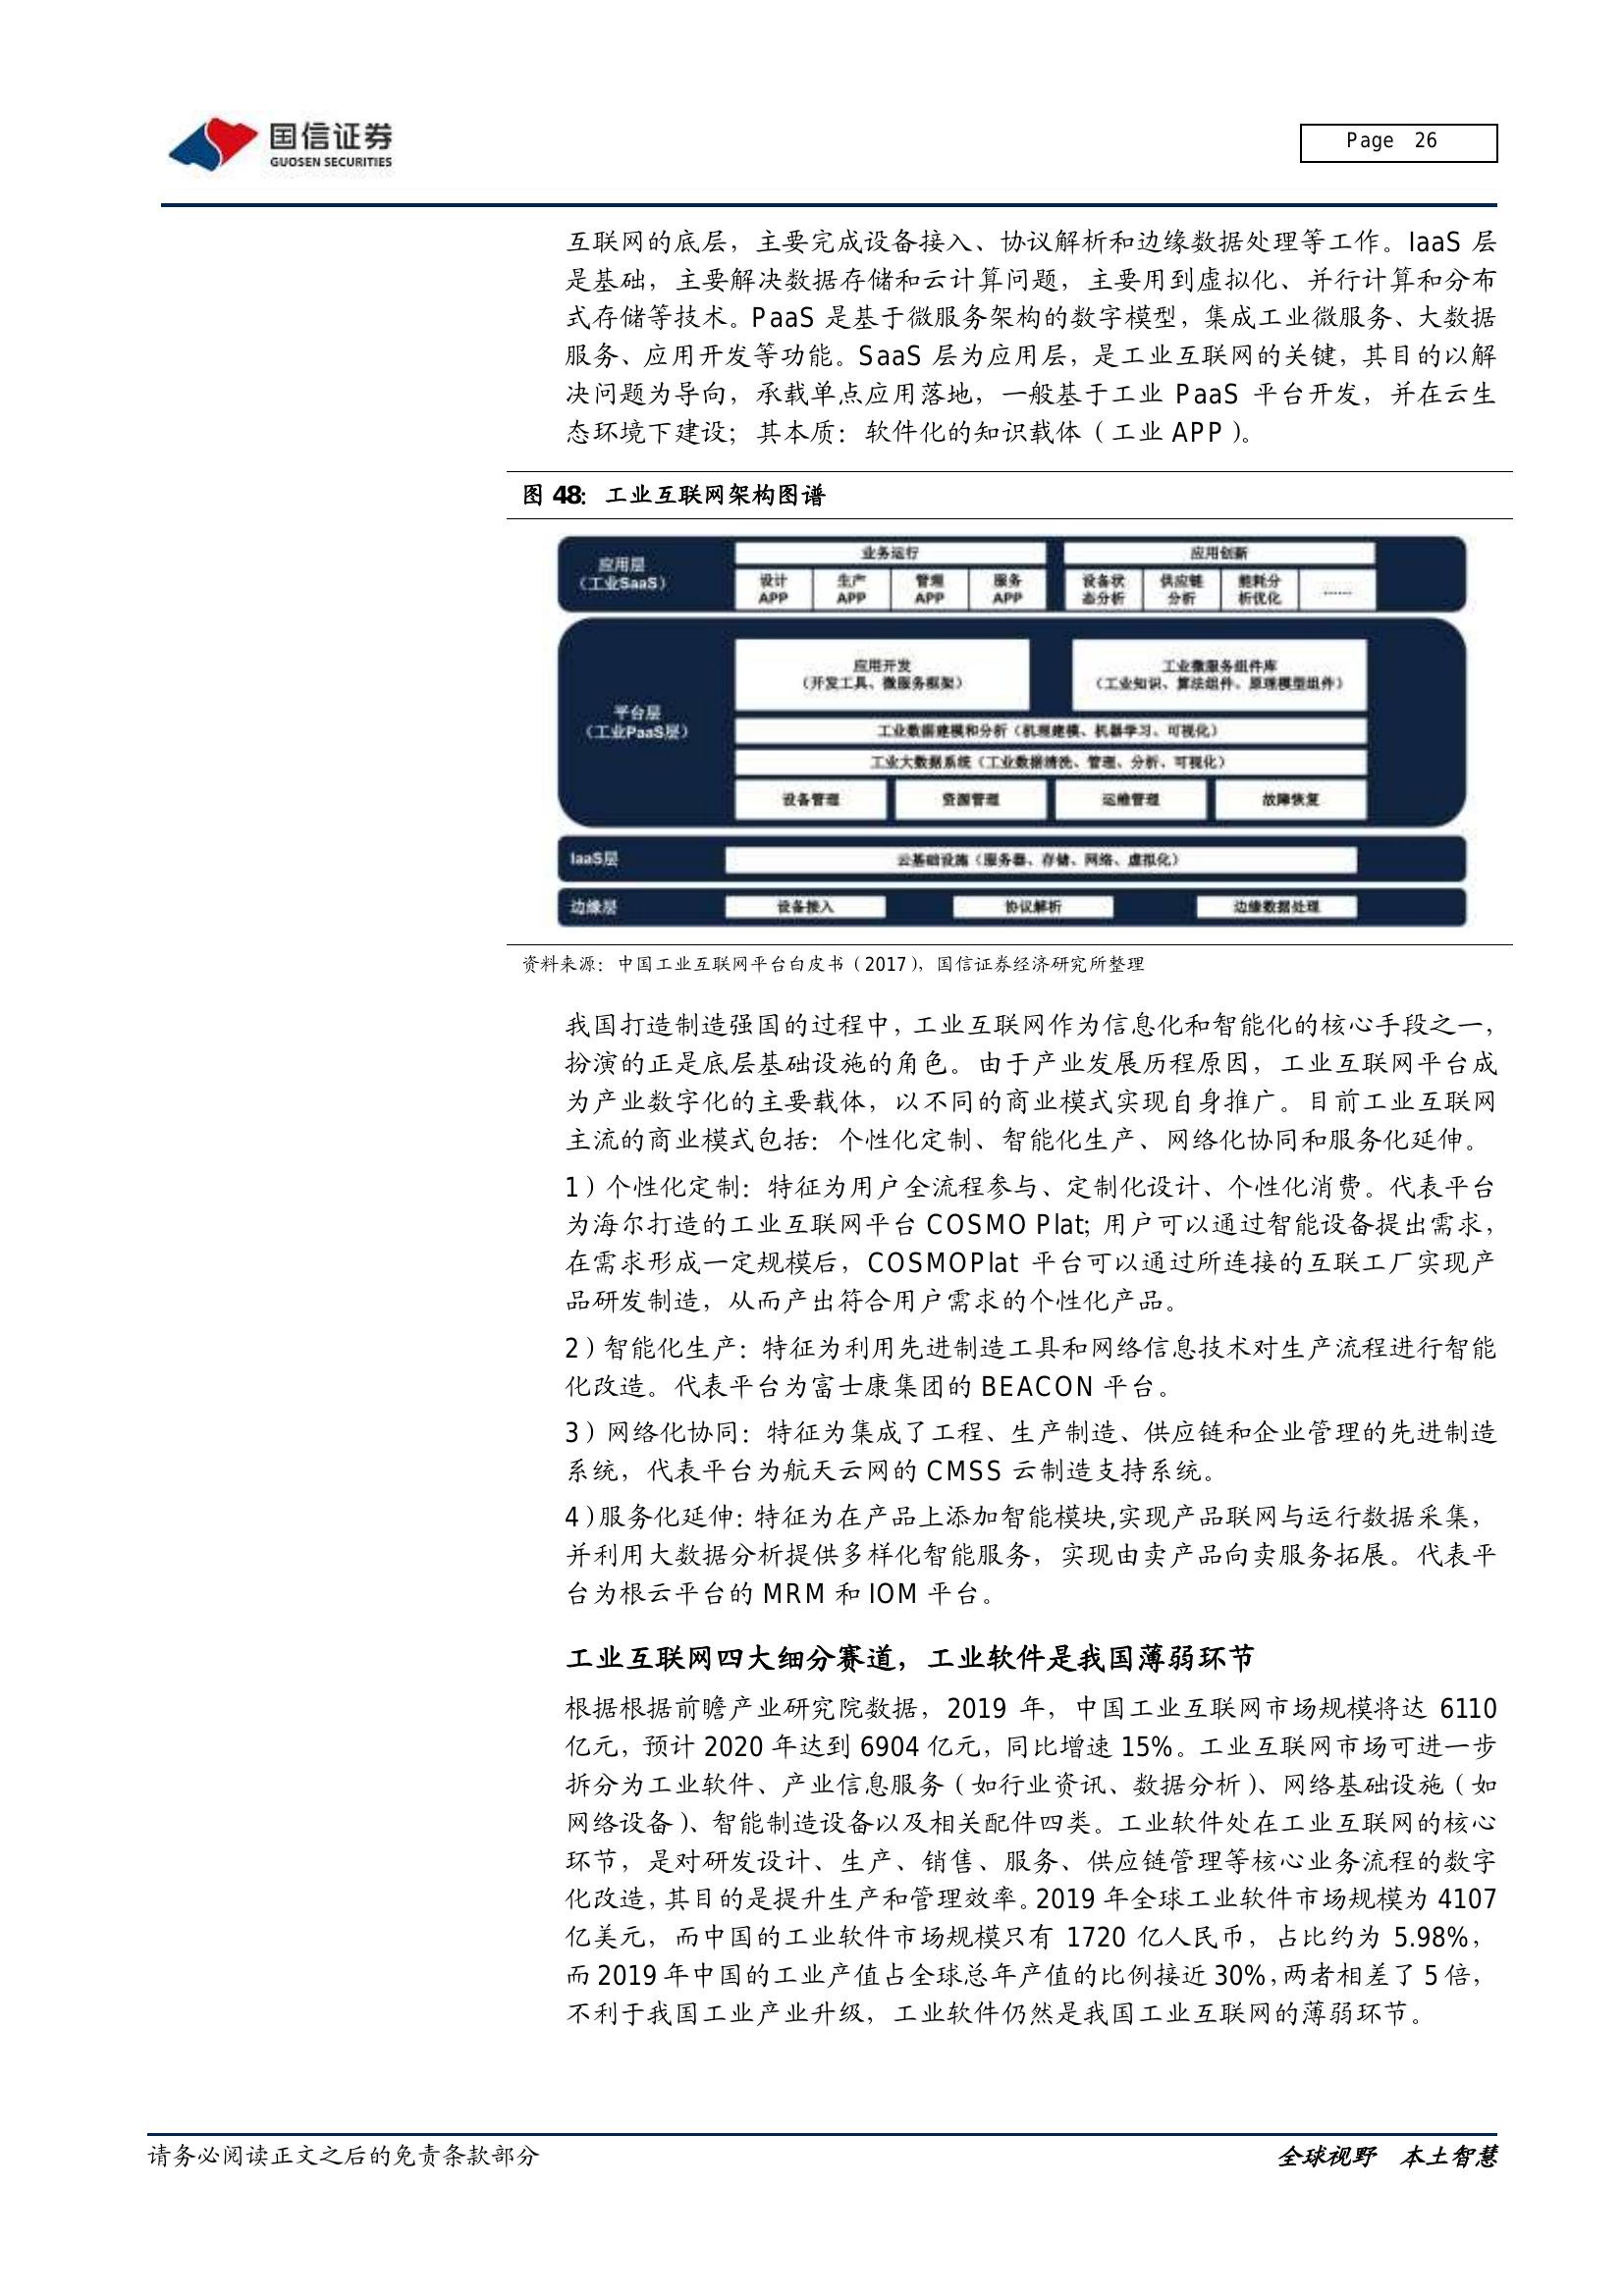 国信证券
GUOSEN SECURITIES
Page 26
互联网的底层，主要完成设备接入、协议解析和边缘数据处理等工作。IaaS 层
是基础，主要解决数据存储和云计算问题，主要用到虚拟化、并行计算和分布
式存储等技术。PaaS 是基于微服务架构的数字模型，集成工业微服务、大数据
服务、应用开发等功能。SaaS 层为应用层，是工业互联网的关键，其目的以解
决问题为导向，承载单点应用落地，一般基于工业 PaaS 平台开发，并在云生
态环境下建设；其本质：软件化的知识载体（工业 APP）。
图 48：工业互联网架构图谱
应用层
（工业SaaS）
业务运行
应用创新
设计
APP
生产
APP
管理
APP
服务
APP
设备状
态分析
供应链
分析
能耗分
析优化
……
平台层
（工业PaaS层）
应用开发
（开发工具、微服务框架）
工业微服务组件库
（工业知识、算法组件、原理模型组件）
工业数据建模和分析（机理建模、机器学习、可视化）
工业大数据系统（工业数据清洗、管理、分析、可视化）
设备管理
资源管理
运维管理
故障恢复
IaaS层
云基础设施（服务器、存储、网络、虚拟化）
边缘层
设备接入
协议解析
边缘数据处理
资料来源：中国工业互联网平台白皮书（2017），国信证券经济研究所整理
我国打造制造强国的过程中，工业互联网作为信息化和智能化的核心手段之一，
扮演的正是底层基础设施的角色。由于产业发展历程原因，工业互联网平台成
为产业数字化的主要载体，以不同的商业模式实现自身推广。目前工业互联网
主流的商业模式包括：个性化定制、智能化生产、网络化协同和服务化延伸。
1）个性化定制：特征为用户全流程参与、定制化设计、个性化消费。代表平台
为海尔打造的工业互联网平台 COSMO Plat；用户可以通过智能设备提出需求，
在需求形成一定规模后，COSMOPlat 平台可以通过所连接的互联工厂实现产
品研发制造，从而产出符合用户需求的个性化产品。
2）智能化生产：特征为利用先进制造工具和网络信息技术对生产流程进行智能
化改造。代表平台为富士康集团的 BEACON 平台。
3）网络化协同：特征为集成了工程、生产制造、供应链和企业管理的先进制造
系统，代表平台为航天云网的 CMSS 云制造支持系统。
4）服务化延伸：特征为在产品上添加智能模块,实现产品联网与运行数据采集，
并利用大数据分析提供多样化智能服务，实现由卖产品向卖服务拓展。代表平
台为根云平台的 MRM 和 IOM 平台。
工业互联网四大细分赛道，工业软件是我国薄弱环节
根据根据前瞻产业研究院数据，2019 年，中国工业互联网市场规模将达 6110
亿元，预计 2020 年达到 6904 亿元，同比增速 15%。工业互联网市场可进一步
拆分为工业软件、产业信息服务（如行业资讯、数据分析）、网络基础设施（如
网络设备）、智能制造设备以及相关配件四类。工业软件处在工业互联网的核心
环节，是对研发设计、生产、销售、服务、供应链管理等核心业务流程的数字
化改造，其目的是提升生产和管理效率。2019 年全球工业软件市场规模为 4107
亿美元，而中国的工业软件市场规模只有 1720 亿人民币，占比约为 5.98%，
而 2019 年中国的工业产值占全球总年产值的比例接近 30%，两者相差了 5 倍，
不利于我国工业产业升级，工业软件仍然是我国工业互联网的薄弱环节。
请务必阅读正文之后的免责条款部分
全球视野 本土智慧